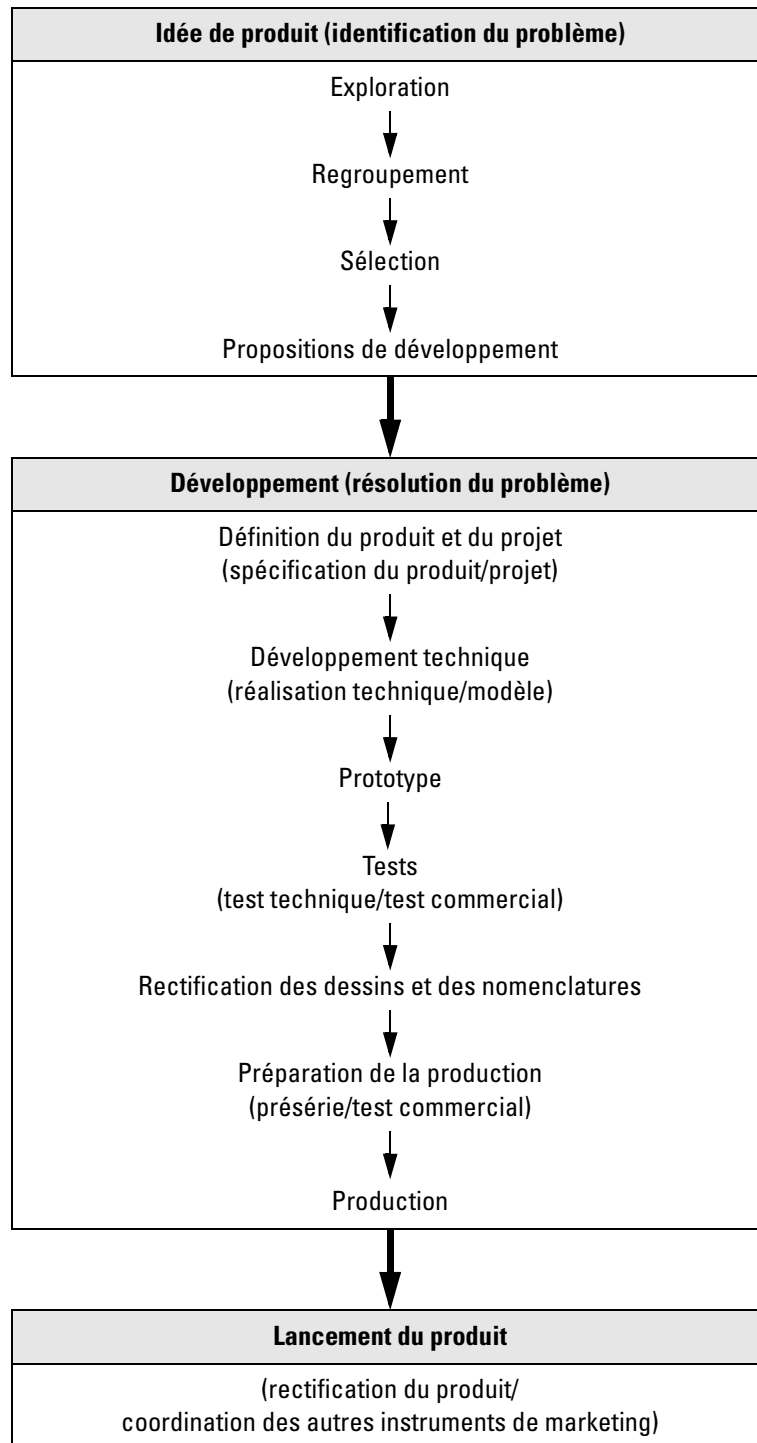 Idée de produit (identification du problème)
Exploration
Regroupement
Sélection
Propositions de développement
Développement (résolution du problème)
Définition du produit et du projet
(spécification du produit/projet)
Développement technique
(réalisation technique/modèle)
Prototype
Tests
(test technique/test commercial)
Rectification des dessins et des nomenclatures
Préparation de la production
(présérie/test commercial)
Production
Lancement du produit
(rectification du produit/
coordination des autres instruments de marketing)